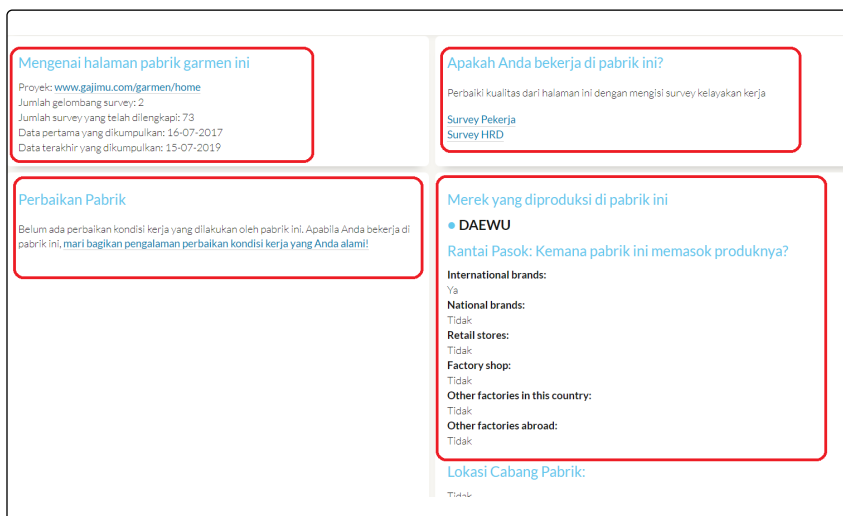 Mengenai halaman pabrik garmen ini
Proyek: www.gajimu.com/garmen/home
Jumlah gelombang survey: 2
Jumlah survey yang telah dilengkapi: 73
Data pertama yang dikumpulkan: 16-07-2017
Data terakhir yang dikumpulkan: 15-07-2019
Apakah Anda bekerja di pabrik ini?
Perbaiki kualitas dari halaman ini dengan mengisi survey kelayakan kerja
Survey Pekerja
Survey HRD
Perbaikan Pabrik
Belum ada perbaikan kondisi kerja yang dilakukan oleh pabrik ini. Apabila Anda bekerja di
pabrik ini, mari bagikan pengalaman perbaikan kondisi kerja yang Anda alami!
Merek yang diproduksi di pabrik ini
• DAEWU
Rantai Pasok: Kemana pabrik ini memasok produknya?
International brands:
Ya
National brands:
Tidak
Retail stores:
Tidak
Factory shop:
Tidak
Other factories in this country:
Tidak
Other factories abroad:
Tidak
Lokasi Cabang Pabrik:
Tidak